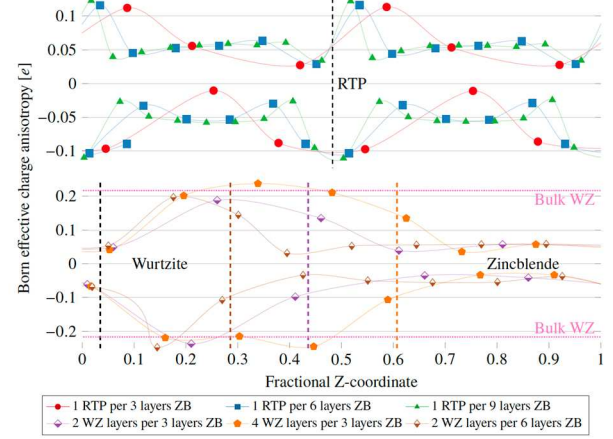 0.1
0.05
0
−0.05
−0.1
RTP
Born effective charge anisotropy [e]
0.2
0.1
0
−0.1
−0.2
Bulk WZ
Wurtzite
Zincblende
Bulk WZ
0 0.1 0.2 0.3 0.4 0.5 0.6 0.7 0.8 0.9 1
Fractional Z-coordinate
1 RTP per 3 layers ZB 1 RTP per 6 layers ZB 1 RTP per 9 layers ZB
2 WZ layers per 3 layers ZB 4 WZ layers per 3 layers ZB 2 WZ layers per 6 layers ZB